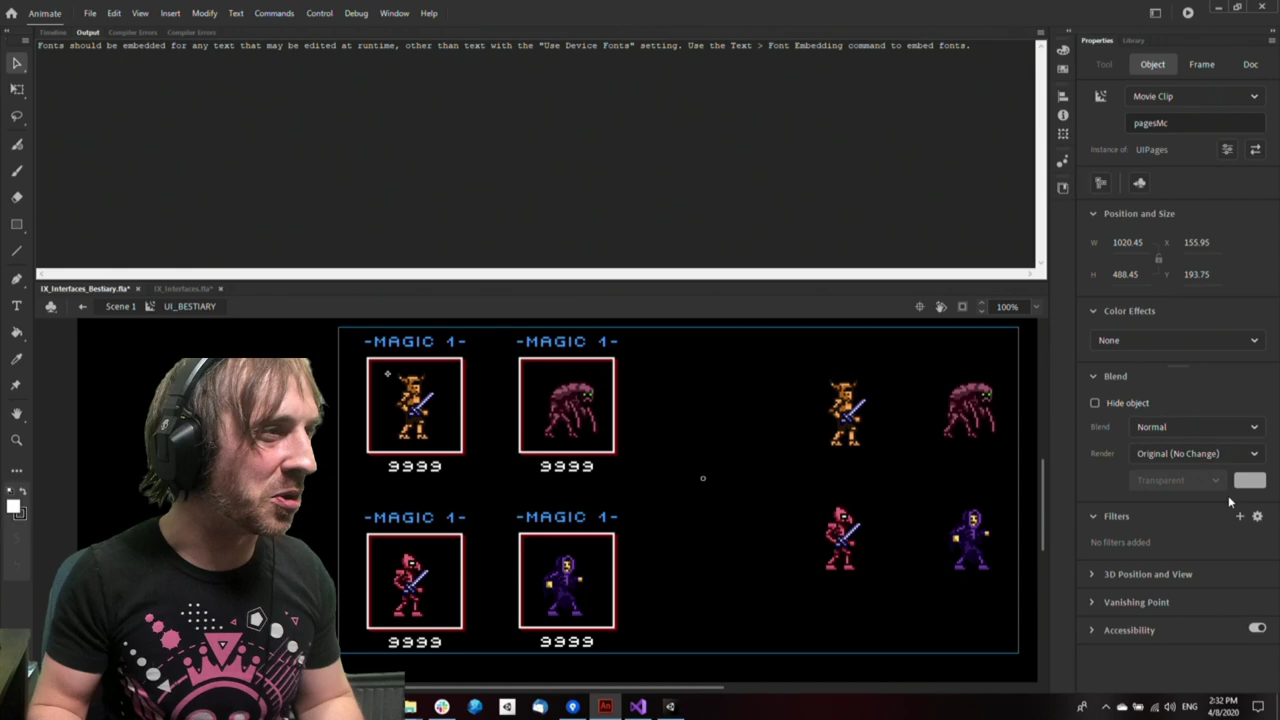 Animate File Edit View Insert Modify Text Commands Control Debug Window Help
Timeline Output Compiler Errors Compiler Errors
Fonts should be embedded for any text that may be edited at runtime, other than text with the "Use Device Fonts" setting. Use the Text > Font Embedding command to embed fonts.
IX_Interfaces_Bestiary.fla* × IX_Interfaces.fla* ×
Scene 1 UI_BESTIARY 100%
-MAGIC 1- -MAGIC 1-
9999 9999
-MAGIC 1- -MAGIC 1-
9999 9999
Properties Library
Tool Object Frame Doc
Movie Clip
pagesMc
Instance of: UIPages
Position and Size
W 1020.45 X 155.95
H 488.45 Y 193.75
Color Effects
None
Blend
Hide object
Blend Normal
Render Original (No Change)
Transparent
Filters
No filters added
3D Position and View
Vanishing Point
Accessibility
An ENG 2:32 PM
4/8/2020